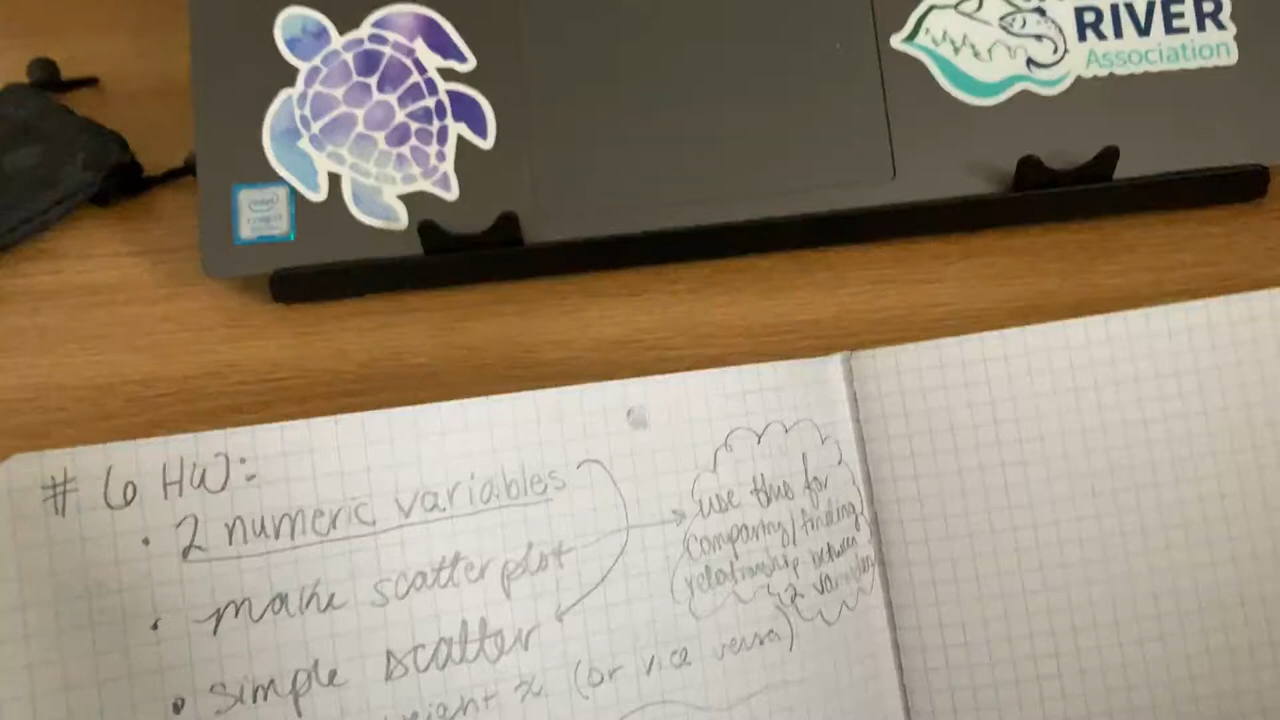 RIVER
Association
intel
# 6 HW:
• 2 numeric variables
• make scatter plot
• simple scatter
x (or vice versa)
use this for
comparing/finding
relationship between
2 variables